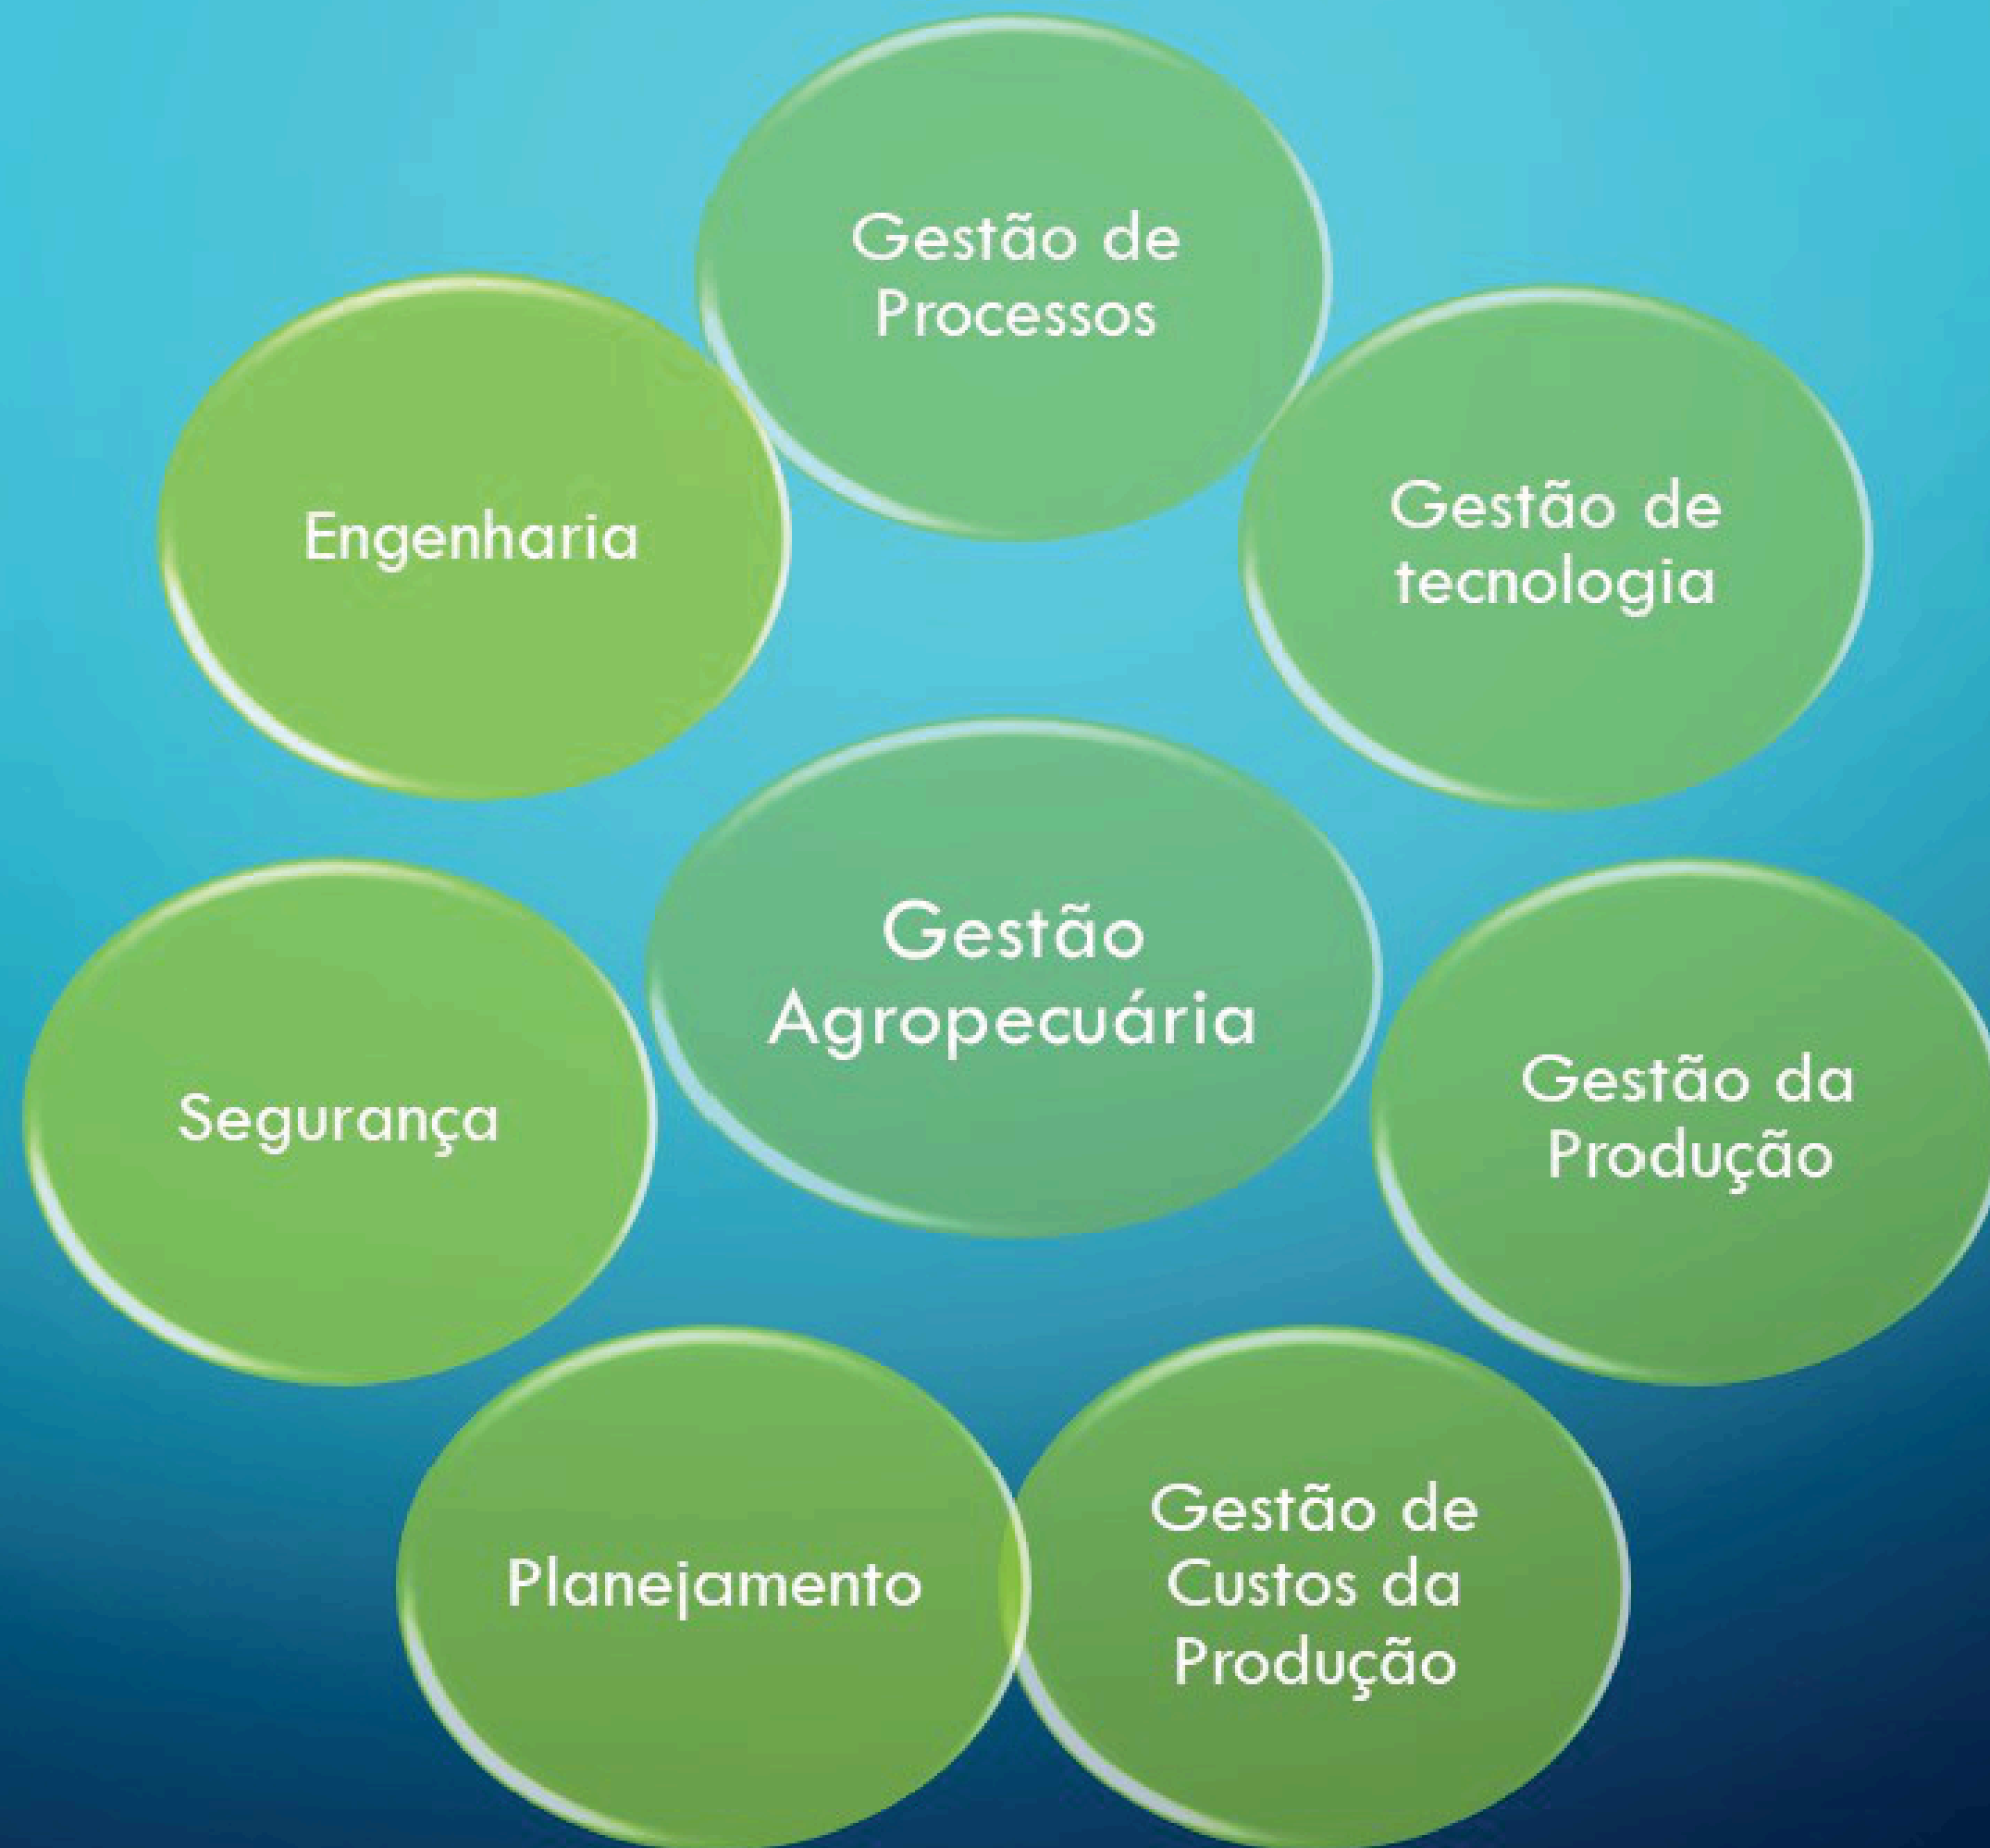 Gestão de
Processos
Engenharia
Gestão de
tecnologia
Gestão
Agropecuária
Segurança
Gestão da
Produção
Planejamento
Gestão de
Custos da
Produção